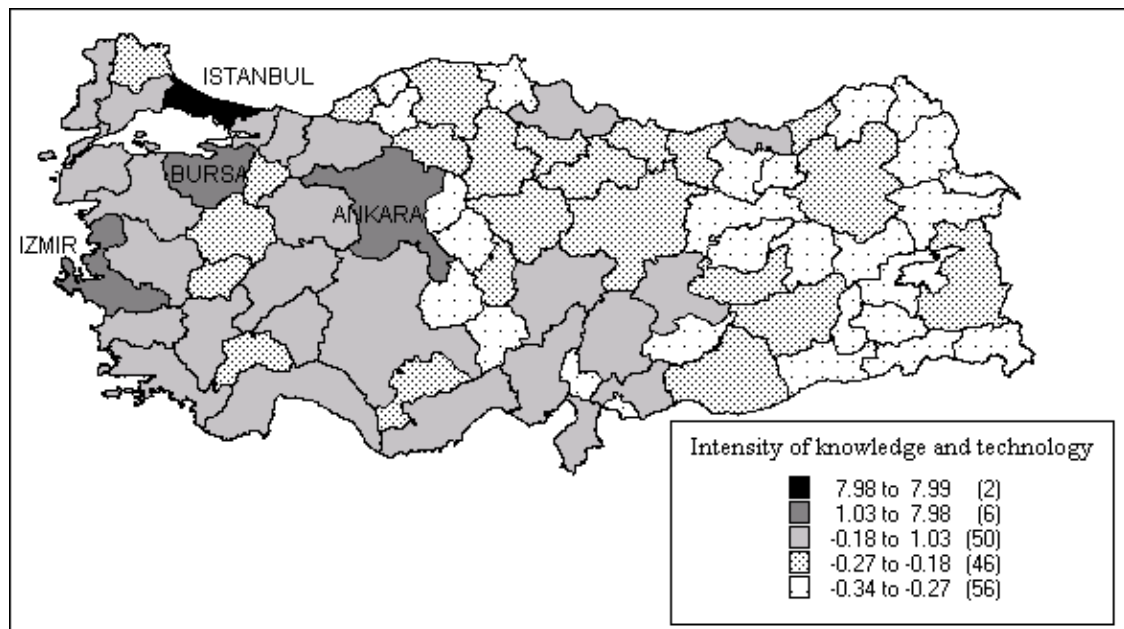 ISTANBUL
BURSA
ANKARA
IZMIR
Intensity of knowledge and technology
7.98 to 7.99 (2)
1.03 to 7.98 (6)
-0.18 to 1.03 (50)
-0.27 to -0.18 (46)
-0.34 to -0.27 (56)